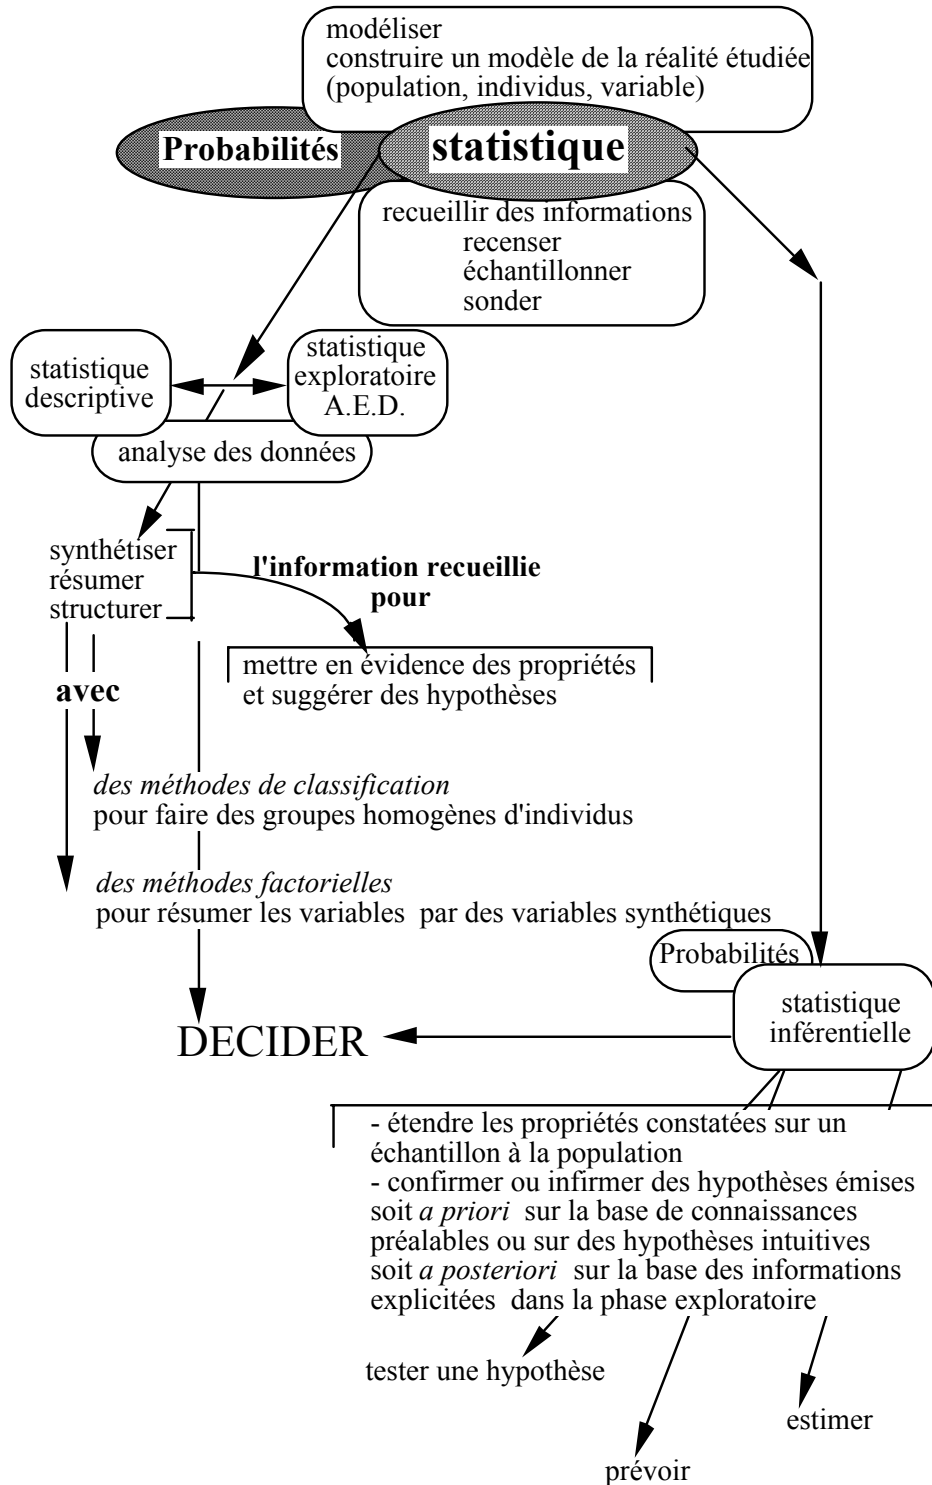 modéliser
construire un modèle de la réalité étudiée
(population, individus, variable)
Probabilités
statistique
recueillir des informations
recenser
échantillonner
sonder
statistique
descriptive
statistique
exploratoire
A.E.D.
analyse des données
synthétiser
résumer
structurer
l'information recueillie
pour
mettre en évidence des propriétés
et suggérer des hypothèses
avec
des méthodes de classification
pour faire des groupes homogènes d'individus
des méthodes factorielles
pour résumer les variables par des variables synthétiques
Probabilités
statistique
inférentielle
DECIDER
- étendre les propriétés constatées sur un
échantillon à la population
- confirmer ou infirmer des hypothèses émises
soit a priori sur la base de connaissances
préalables ou sur des hypothèses intuitives
soit a posteriori sur la base des informations
explicitées dans la phase exploratoire
tester une hypothèse
estimer
prévoir